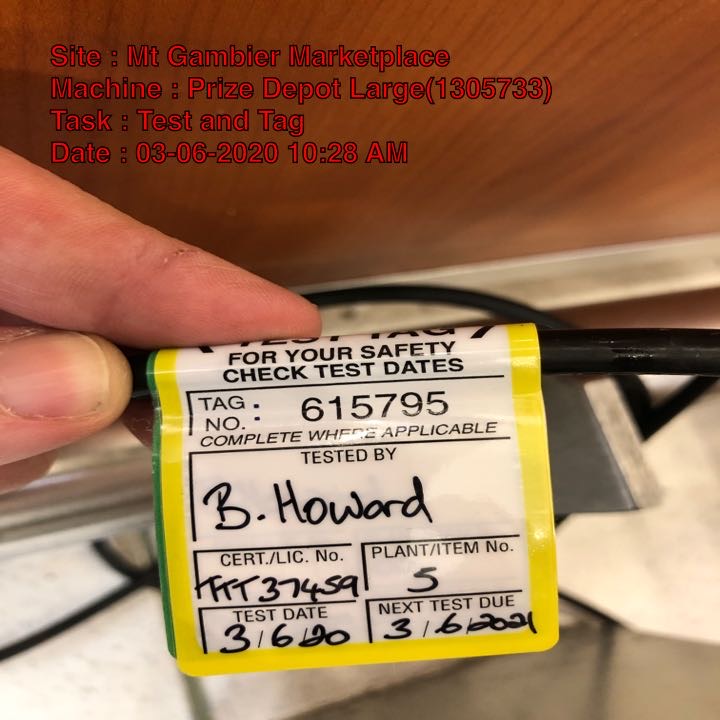 Site : Mt Gambier Marketplace
Machine : Prize Depot Large(1305733)
Task : Test and Tag
Date : 03-06-2020 10:28 AM
TEST TAG
FOR YOUR SAFETY
CHECK TEST DATES
TAG NO. : 615795
COMPLETE WHERE APPLICABLE
TESTED BY
B. Howard
CERT./LIC. No. PLANT/ITEM No.
TTT37459 5
TEST DATE NEXT TEST DUE
3/6/20 3/6/2021